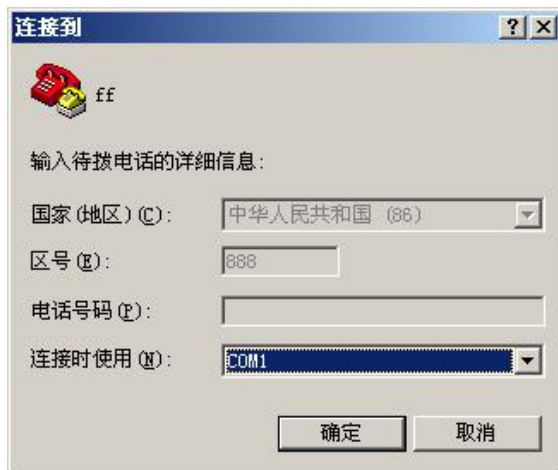 连接到
ff
输入待拨电话的详细信息:
国家(地区)(C): 中华人民共和国 (86)
区号(E): 888
电话号码(P):
连接时使用(N): COM1
确定 取消